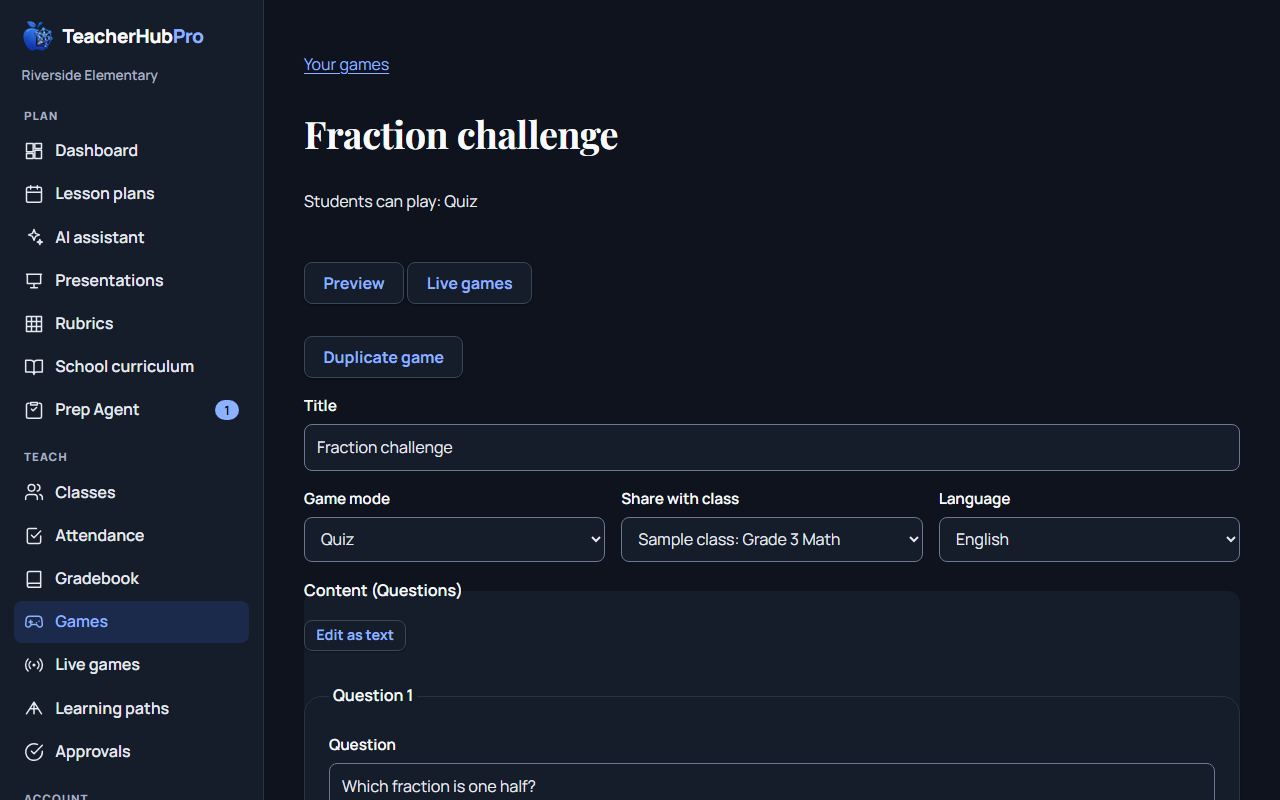 TeacherHubPro
Riverside Elementary
PLAN
Dashboard
Lesson plans
AI assistant
Presentations
Rubrics
School curriculum
Prep Agent 1
TEACH
Classes
Attendance
Gradebook
Games
Live games
Learning paths
Approvals
ACCOUNT
Your games
Fraction challenge
Students can play: Quiz
Preview Live games
Duplicate game
Title
Fraction challenge
Game mode Share with class Language
Quiz Sample class: Grade 3 Math English
Content (Questions)
Edit as text
Question 1
Question
Which fraction is one half?